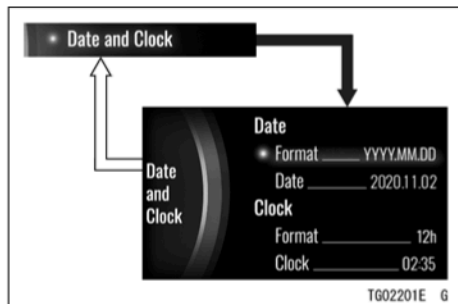 Date and Clock
Date
Format YYYY.MM.DD
Date 2020.11.02
Date
and
Clock
Clock
Format 12h
Clock 02:35
TG02201E G